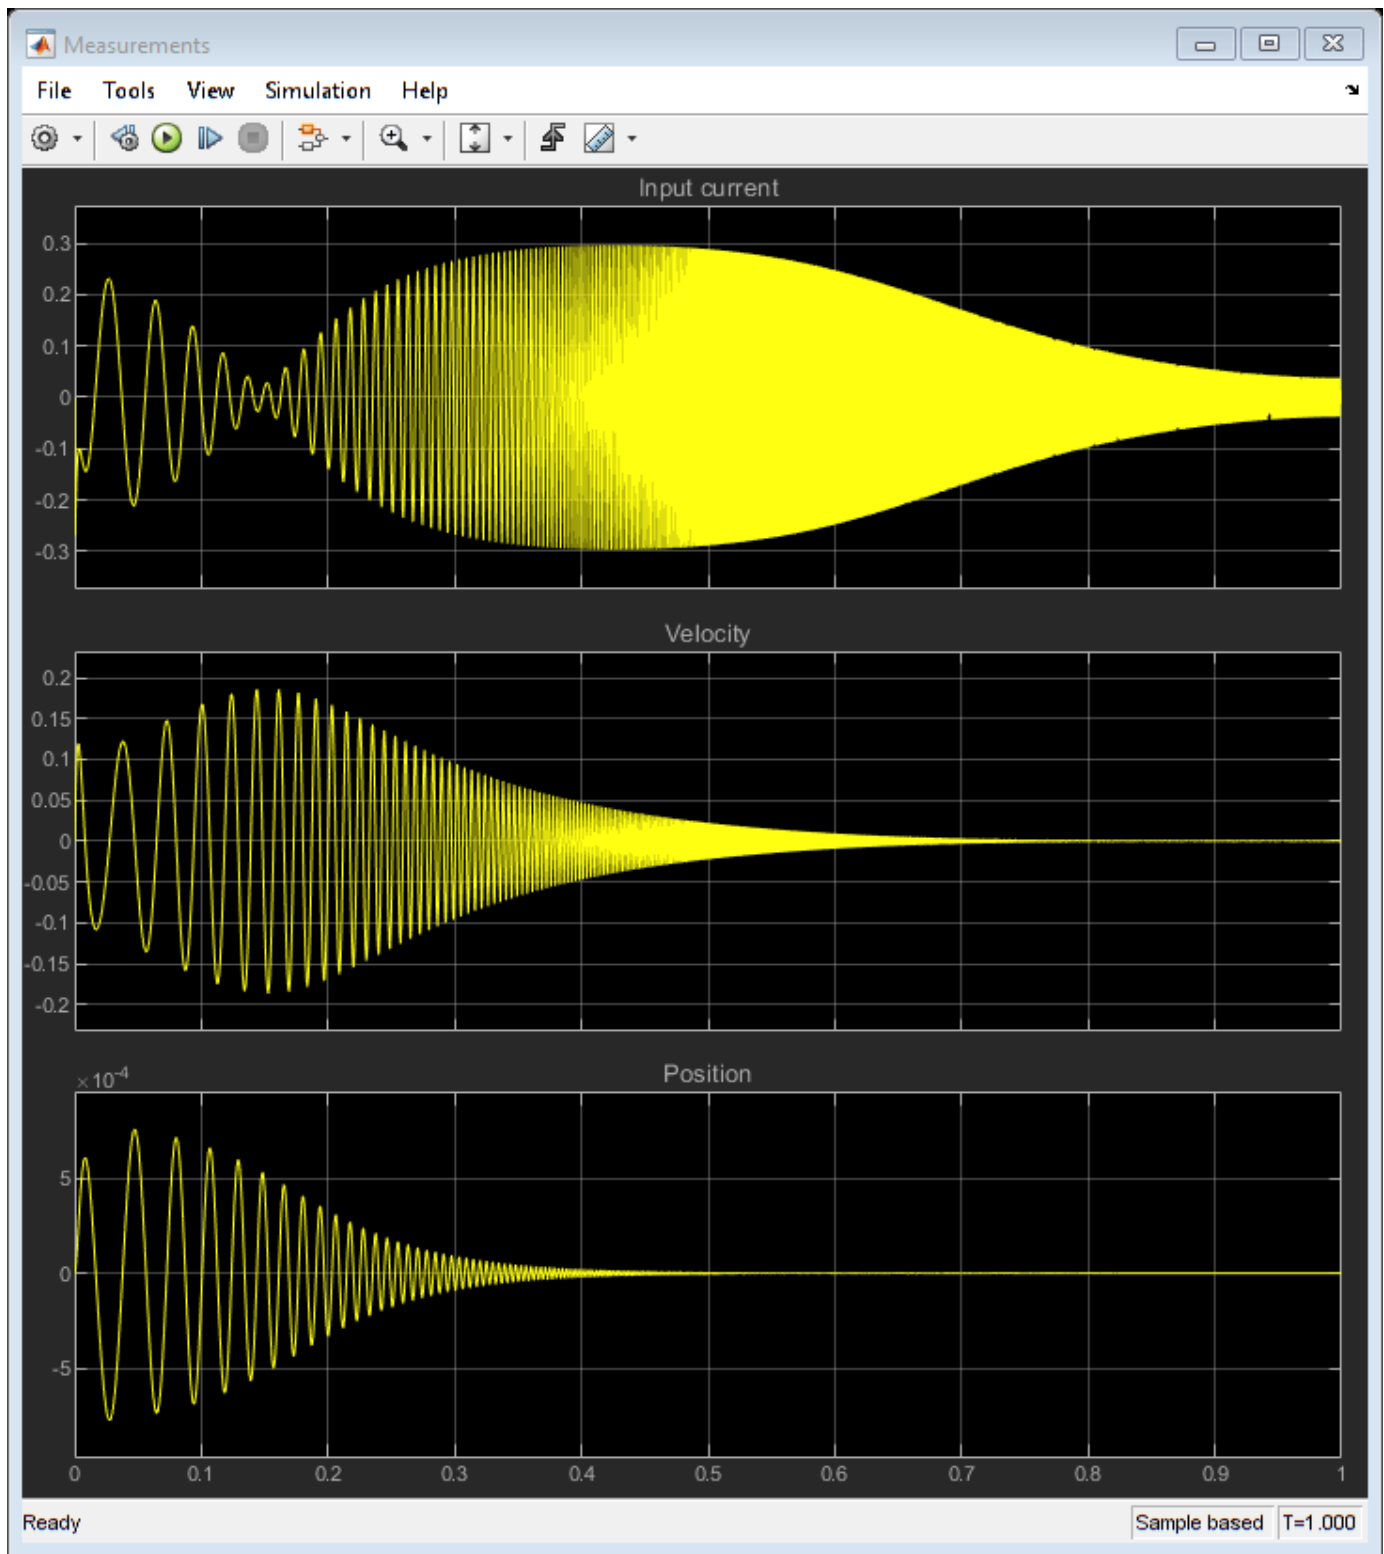 Measurements
File Tools View Simulation Help
Input current
0.3
0.2
0.1
0
-0.1
-0.2
-0.3
Velocity
0.2
0.15
0.1
0.05
0
-0.05
-0.1
-0.15
-0.2
Position
×10⁻⁴
5
0
-5
0 0.1 0.2 0.3 0.4 0.5 0.6 0.7 0.8 0.9 1
Ready Sample based T=1.000